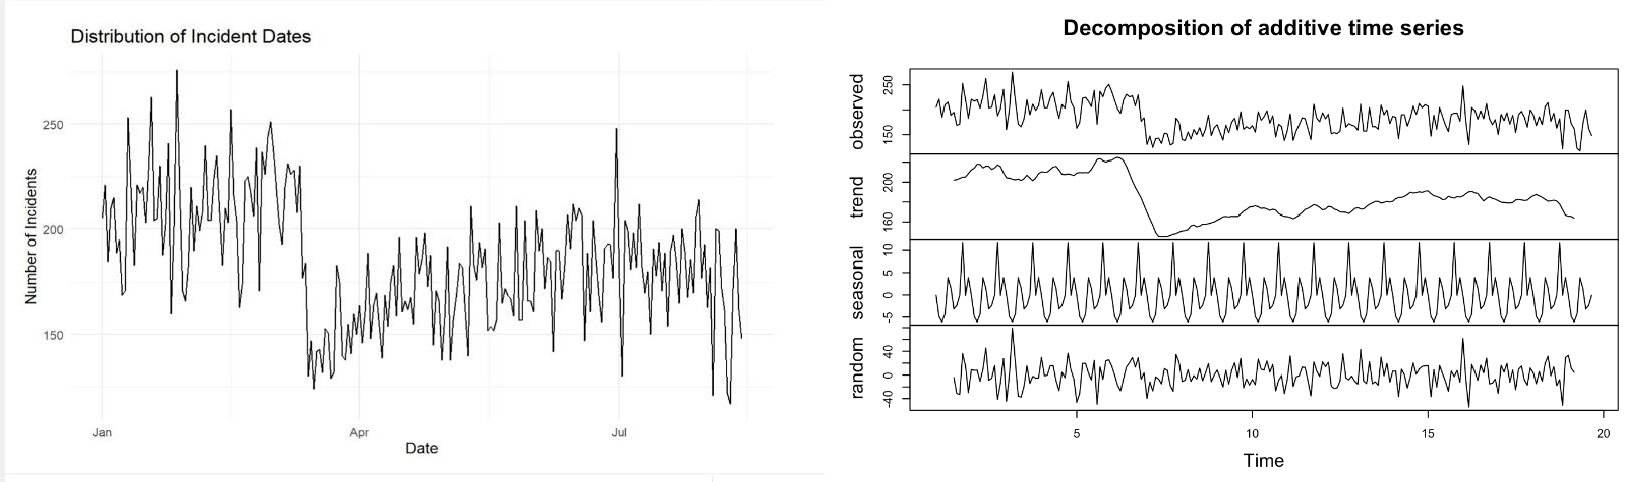 Distribution of Incident Dates
250
200
150
Number of Incidents
Jan
Apr
Jul
Date
Decomposition of additive time series
observed
250
150
trend
200
160
seasonal
10
5
0
-5
random
40
0
-40
5
10
15
20
Time